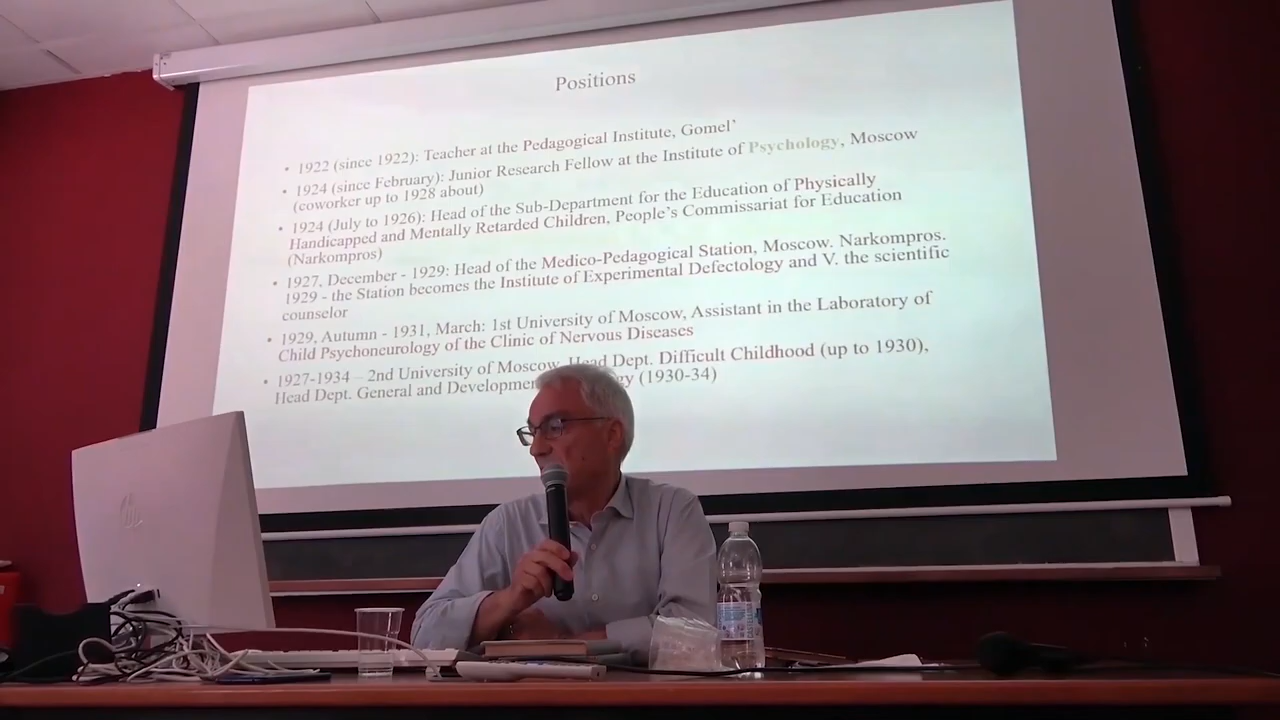 Positions
• 1922 (since 1922): Teacher at the Pedagogical Institute, Gomel’
• 1924 (since February): Junior Research Fellow at the Institute of Psychology, Moscow
(coworker up to 1928 about)
• 1924 (July to 1926): Head of the Sub-Department for the Education of Physically
Handicapped and Mentally Retarded Children, People’s Commissariat for Education
(Narkompros)
• 1927, December - 1929: Head of the Medico-Pedagogical Station, Moscow. Narkompros.
1929 - the Station becomes the Institute of Experimental Defectology and V. the scientific
counselor
• 1929, Autumn - 1931, March: 1st University of Moscow, Assistant in the Laboratory of
Child Psychoneurology of the Clinic of Nervous Diseases
• 1927-1934 – 2nd University of Moscow, Head Dept. Difficult Childhood (up to 1930),
Head Dept. General and (1930-34)
hp